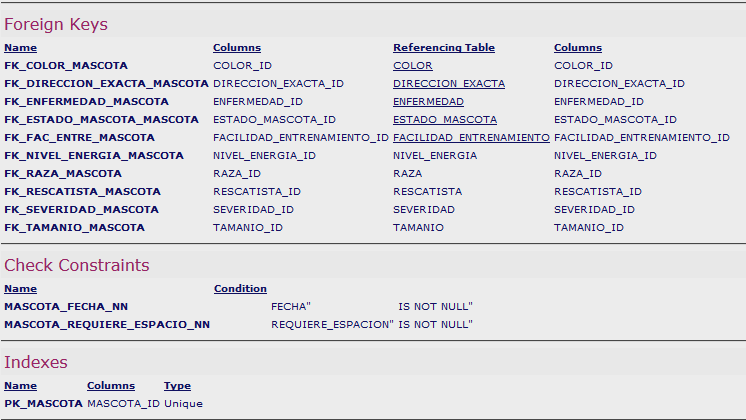 Foreign Keys
Name Columns Referencing Table Columns
FK_COLOR_MASCOTA COLOR_ID COLOR COLOR_ID
FK_DIRECCION_EXACTA_MASCOTA DIRECCION_EXACTA_ID DIRECCION_EXACTA DIRECCION_EXACTA_ID
FK_ENFERMEDAD_MASCOTA ENFERMEDAD_ID ENFERMEDAD ENFERMEDAD_ID
FK_ESTADO_MASCOTA_MASCOTA ESTADO_MASCOTA_ID ESTADO_MASCOTA ESTADO_MASCOTA_ID
FK_FAC_ENTRE_MASCOTA FACILIDAD_ENTRENAMIENTO_ID FACILIDAD_ENTRENAMIENTO FACILIDAD_ENTRENAMIENTO_ID
FK_NIVEL_ENERGIA_MASCOTA NIVEL_ENERGIA_ID NIVEL_ENERGIA NIVEL_ENERGIA_ID
FK_RAZA_MASCOTA RAZA_ID RAZA RAZA_ID
FK_RESCATISTA_MASCOTA RESCATISTA_ID RESCATISTA RESCATISTA_ID
FK_SEVERIDAD_MASCOTA SEVERIDAD_ID SEVERIDAD SEVERIDAD_ID
FK_TAMANIO_MASCOTA TAMANIO_ID TAMANIO TAMANIO_ID
Check Constraints
Name Condition
MASCOTA_FECHA_NN FECHA" IS NOT NULL"
MASCOTA_REQUIERE_ESPACIO_NN REQUIERE_ESPACION" IS NOT NULL"
Indexes
Name Columns Type
PK_MASCOTA MASCOTA_ID Unique